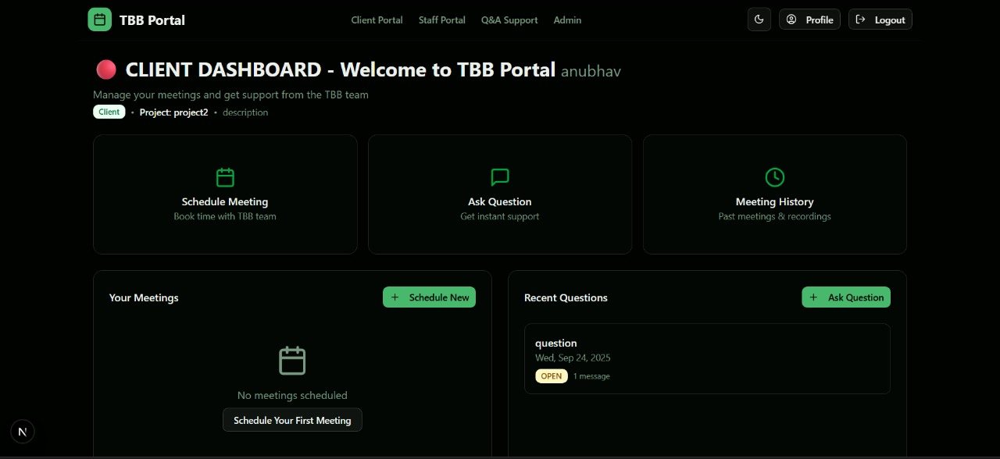 TBB Portal
Client Portal Staff Portal Q&A Support Admin
Profile
Logout
CLIENT DASHBOARD - Welcome to TBB Portal anubhav
Manage your meetings and get support from the TBB team
Client • Project: project2 • description
Schedule Meeting
Book time with TBB team
Ask Question
Get instant support
Meeting History
Past meetings & recordings
Your Meetings
+ Schedule New
No meetings scheduled
Schedule Your First Meeting
Recent Questions
+ Ask Question
question
Wed, Sep 24, 2025
OPEN 1 message
N